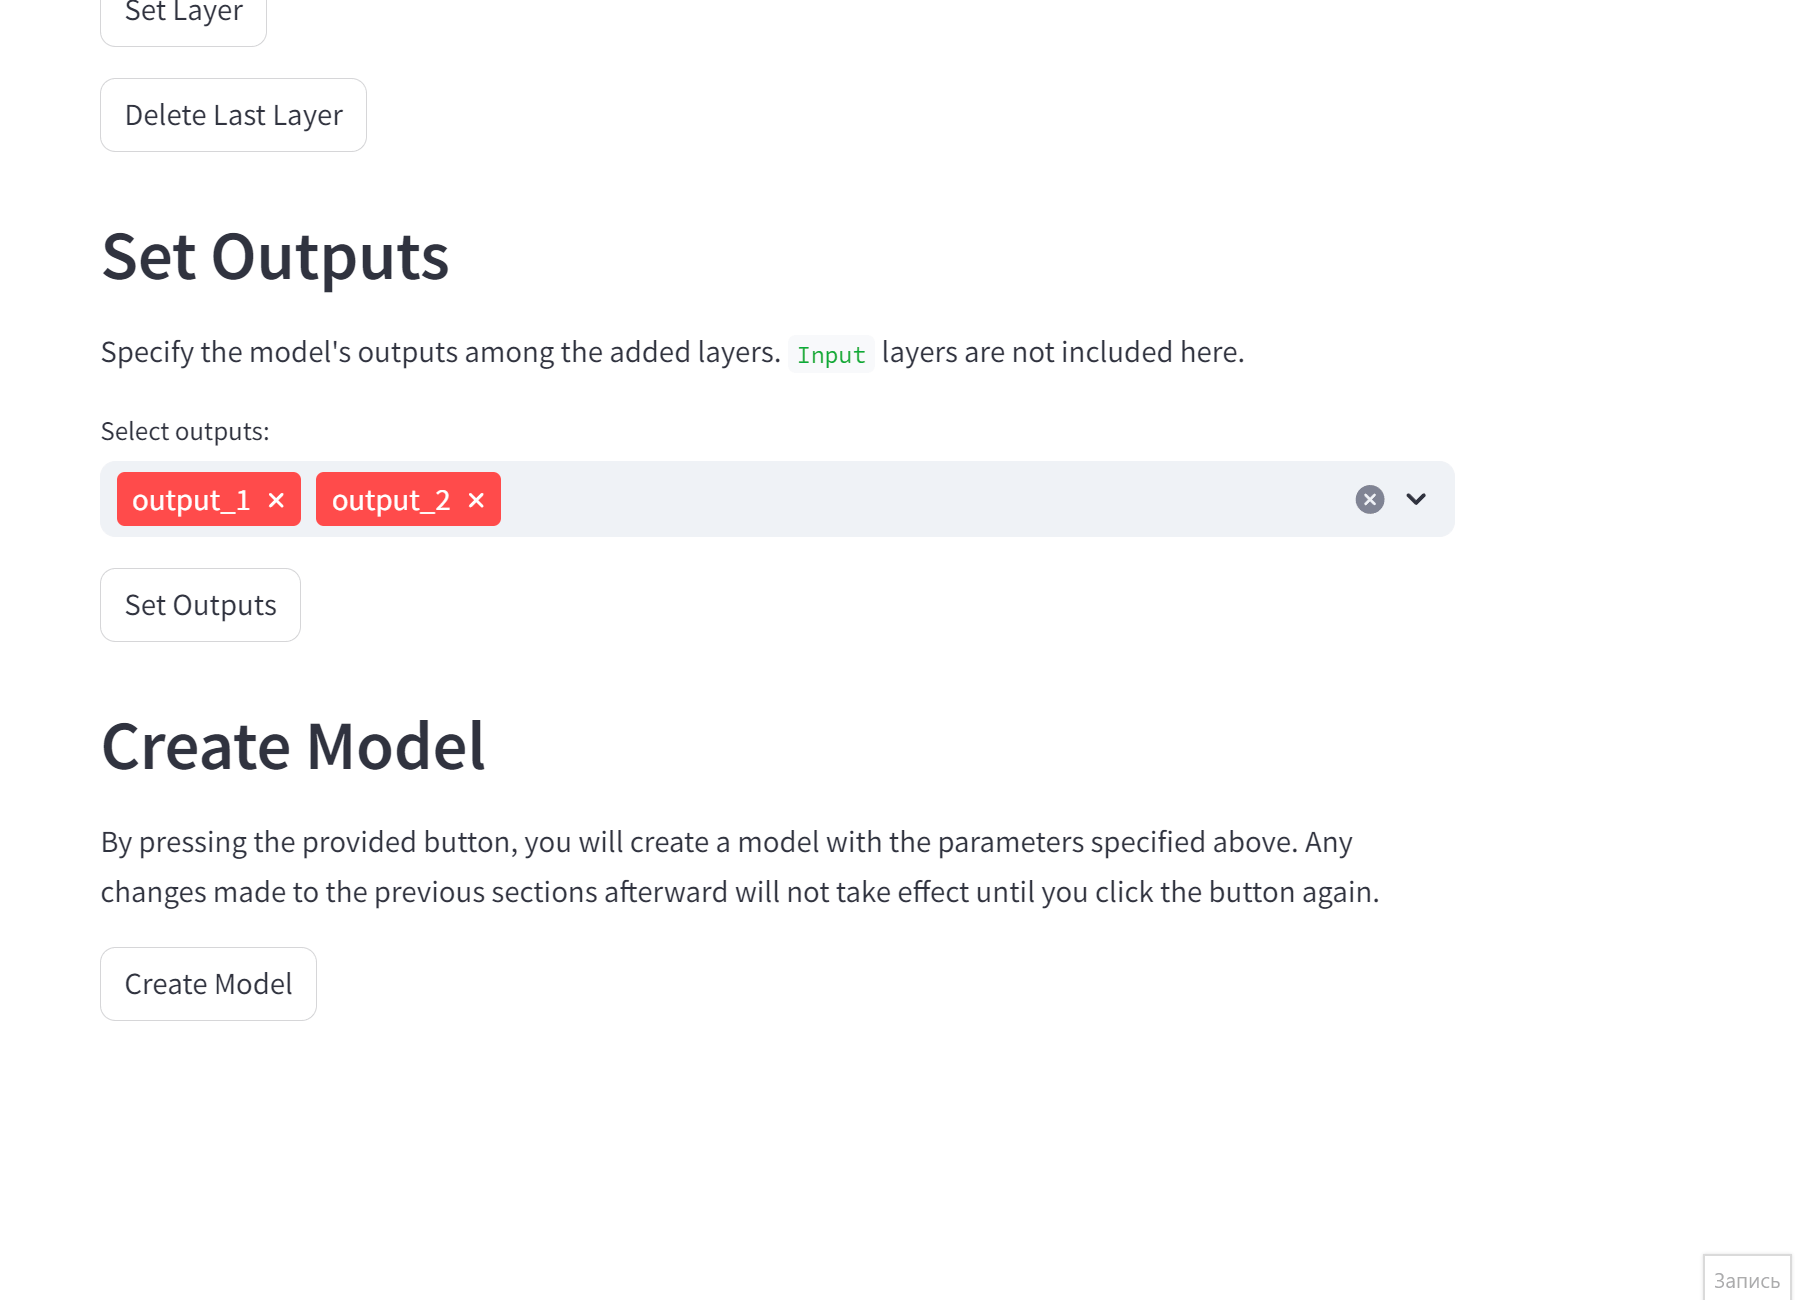 Set Layer
Delete Last Layer
Set Outputs
Specify the model's outputs among the added layers. Input layers are not included here.
Select outputs:
output_1 output_2
Set Outputs
Create Model
By pressing the provided button, you will create a model with the parameters specified above. Any
changes made to the previous sections afterward will not take effect until you click the button again.
Create Model
Запись